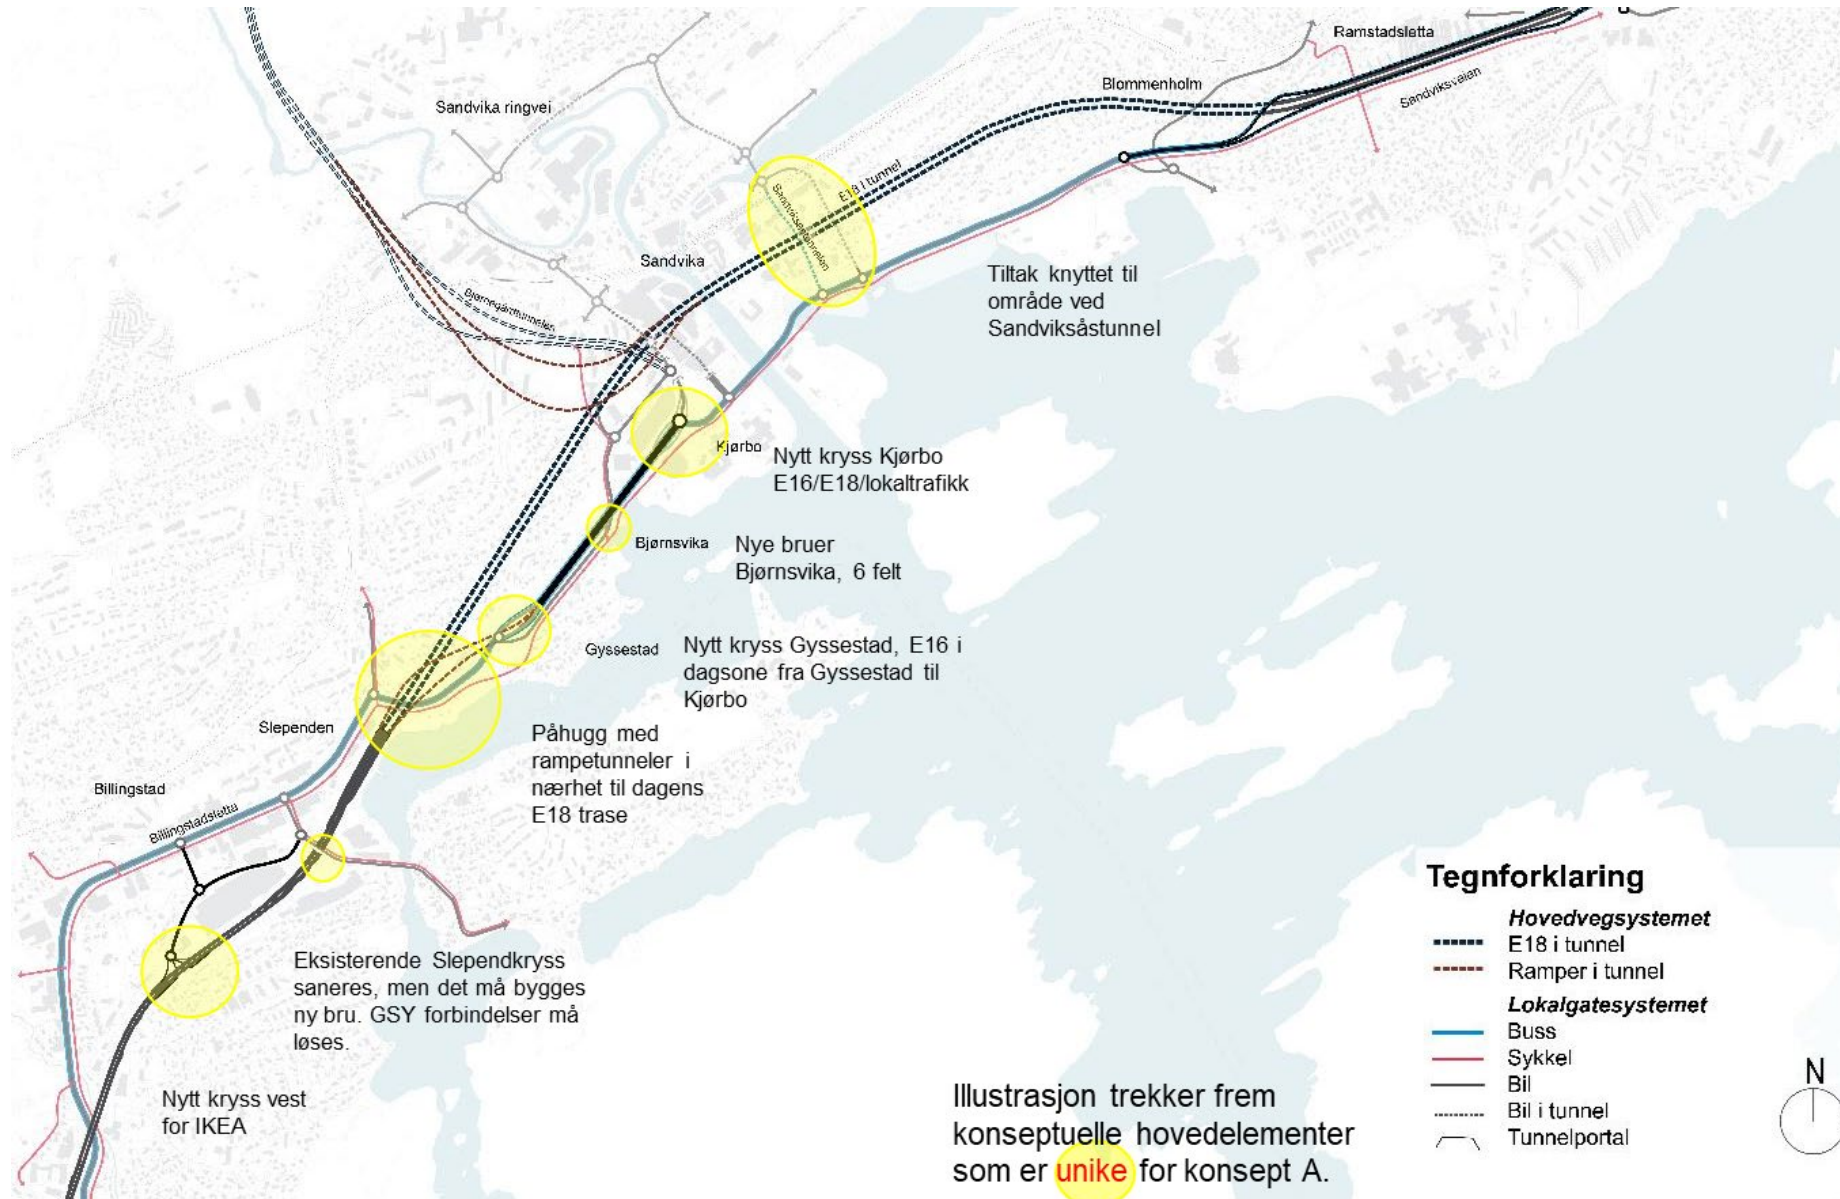 Ramstadsletta
Blommenholm
Sandviksveien
Sandvika ringvei
E18 i tunnel
Sandviksåstunnelen
Sandvika
Tiltak knyttet til
område ved
Sandviksåstunnel
Bjørnegårdtunnelen
Kjørbo
Nytt kryss Kjørbo
E16/E18/lokaltrafikk
Bjørnsvika
Nye bruer
Bjørnsvika, 6 felt
Gyssestad
Nytt kryss Gyssestad, E16 i
dagsone fra Gyssestad til
Kjørbo
Slependen
Påhugg med
rampetunneler i
nærhet til dagens
E18 trase
Billingstad
Billingstadsletta
Eksisterende Slependkryss
saneres, men det må bygges
ny bru. GSY forbindelser må
løses.
Nytt kryss vest
for IKEA
Illustrasjon trekker frem
konseptuelle hovedelementer
som er unike for konsept A.
Tegnforklaring
Hovedvegsystemet
E18 i tunnel
Ramper i tunnel
Lokalgatesystemet
Buss
Sykkel
Bil
Bil i tunnel
Tunnelportal
N